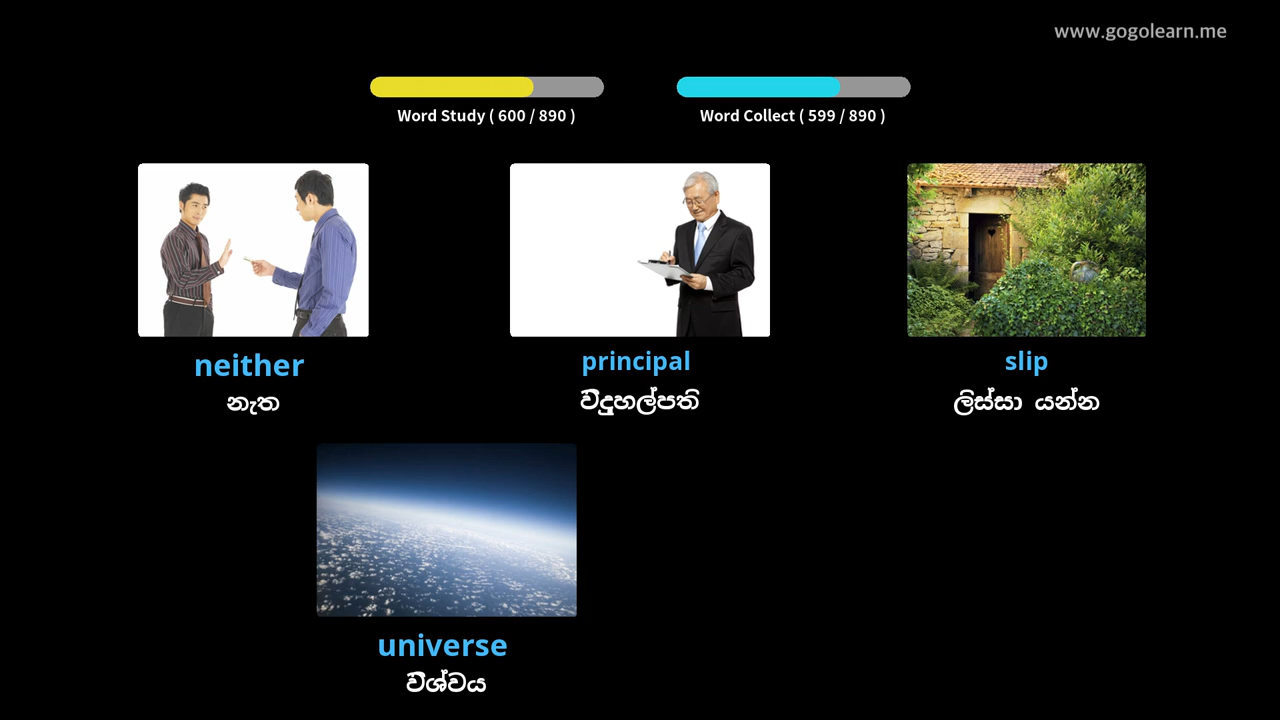 www.gogolearn.me
Word Study ( 600 / 890 )
Word Collect ( 599 / 890 )
neither
නැත
principal
විදුහල්පති
slip
ලිස්සා යන්න
universe
විශ්වය